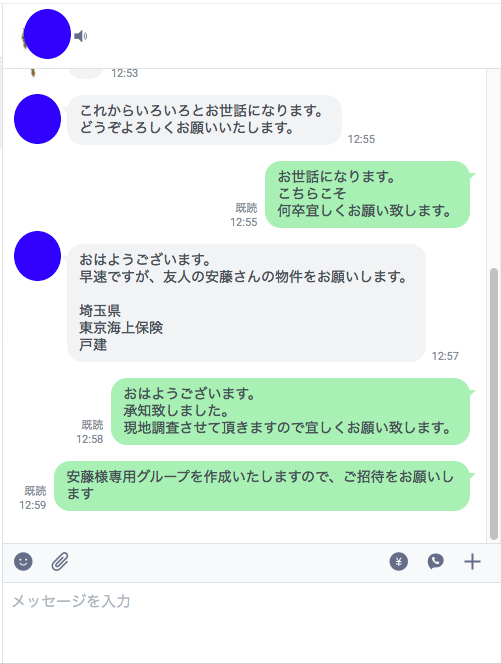 12:53
これからいろいろとお世話になります。
どうぞよろしくお願いいたします。
12:55
お世話になります。
こちらこそ
何卒宜しくお願い致します。
既読
12:55
おはようございます。
早速ですが、友人の安藤さんの物件をお願いします。
埼玉県
東京海上保険
戸建
12:57
おはようございます。
承知致しました。
現地調査させて頂きますので宜しくお願い致します。
既読
12:58
安藤様専用グループを作成いたしますので、ご招待をお願いし
ます
既読
12:59
¥
メッセージを入力